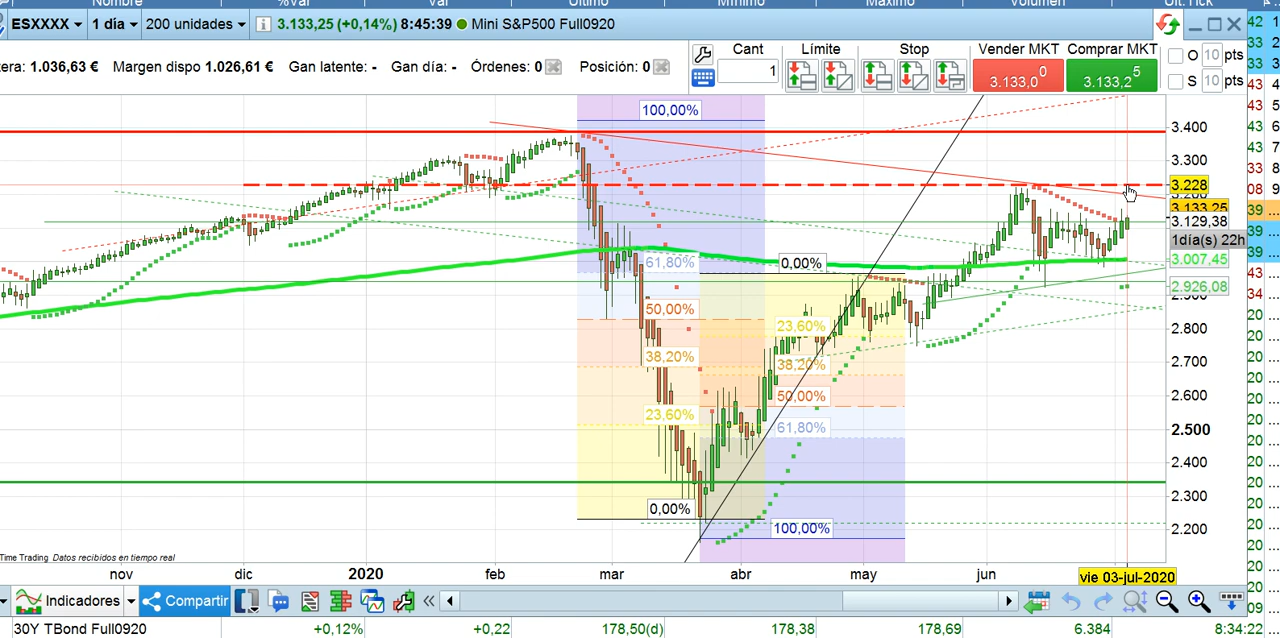 Nombre %Var Var Último Mínimo Máximo Volumen Últ. Tick
ESXXXX 1 día 200 unidades i 3.133,25 (+0,14%) 8:45:39 Mini S&P500 Full0920
era: 1.036,63 € Margen dispo 1.026,61 € Gan latente: - Gan día: - Órdenes: 0 Posición: 0
Cant Límite Stop Vender MKT Comprar MKT
1 3.133,0 0 3.133,2 5
O 10 pts
S 10 pts
100,00%
3.400
3.300
3.228
3.133,25
3.129,38
1día(s) 22h
61,80% 0,00% 3.007,45
2.926,08
50,00%
23,60% 2.800
38,20% 38,20% 2.700
50,00% 2.600
23,60% 61,80% 2.500
2.400
2.300
0,00%
100,00% 2.200
Time Trading Datos recibidos en tiempo real
nov dic 2020 feb mar abr may jun vie 03-jul-2020
Indicadores Compartir
30Y TBond Full0920 +0,12% +0,22 178,50(d) 178,38 178,69 6.384 8:34:22